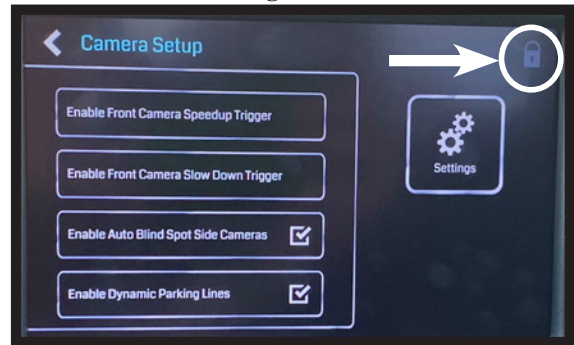 Camera Setup
Enable Front Camera Speedup Trigger
Enable Front Camera Slow Down Trigger
Enable Auto Blind Spot Side Cameras
Enable Dynamic Parking Lines
Settings